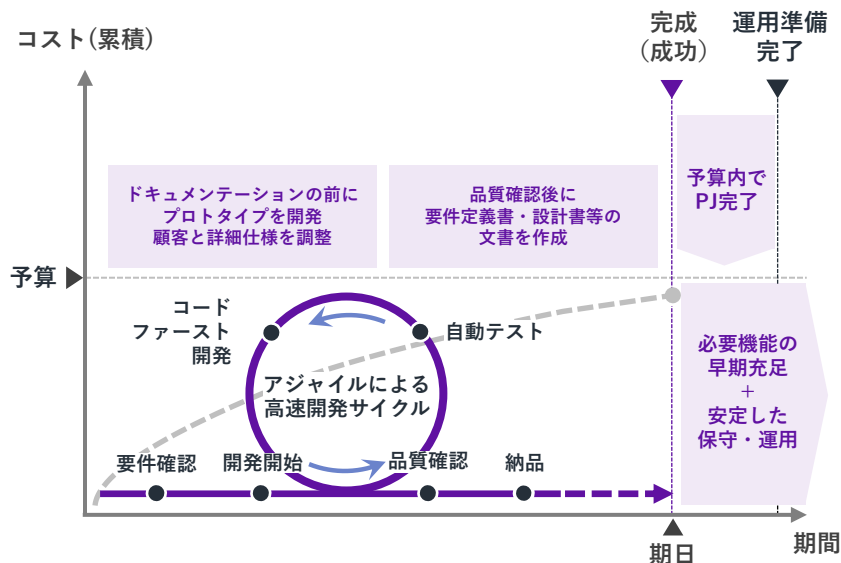 コスト(累積)
完成
(成功)
運用準備
完了
ドキュメンテーションの前に
プロトタイプを開発
顧客と詳細仕様を調整
品質確認後に
要件定義書・設計書等の
文書を作成
予算内で
PJ完了
予算
コード
ファースト
開発
自動テスト
アジャイルによる
高速開発サイクル
必要機能の
早期充足
+
安定した
保守・運用
要件確認
開発開始
品質確認
納品
期日
期間